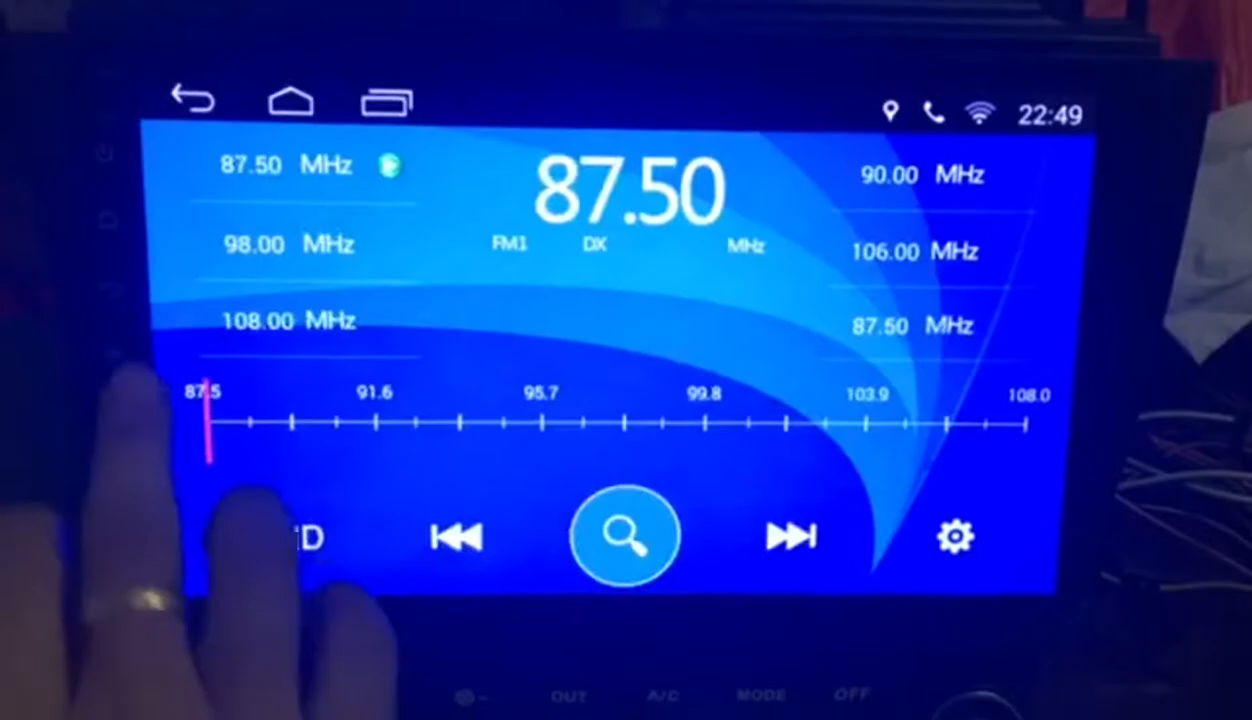 22:49
87.50 MHz
87.50
90.00 MHz
FM1 DX MHz
98.00 MHz
106.00 MHz
108.00 MHz
87.50 MHz
87.5 91.6 95.7 99.8 103.9 108.0
OUT A/C MODE OFF